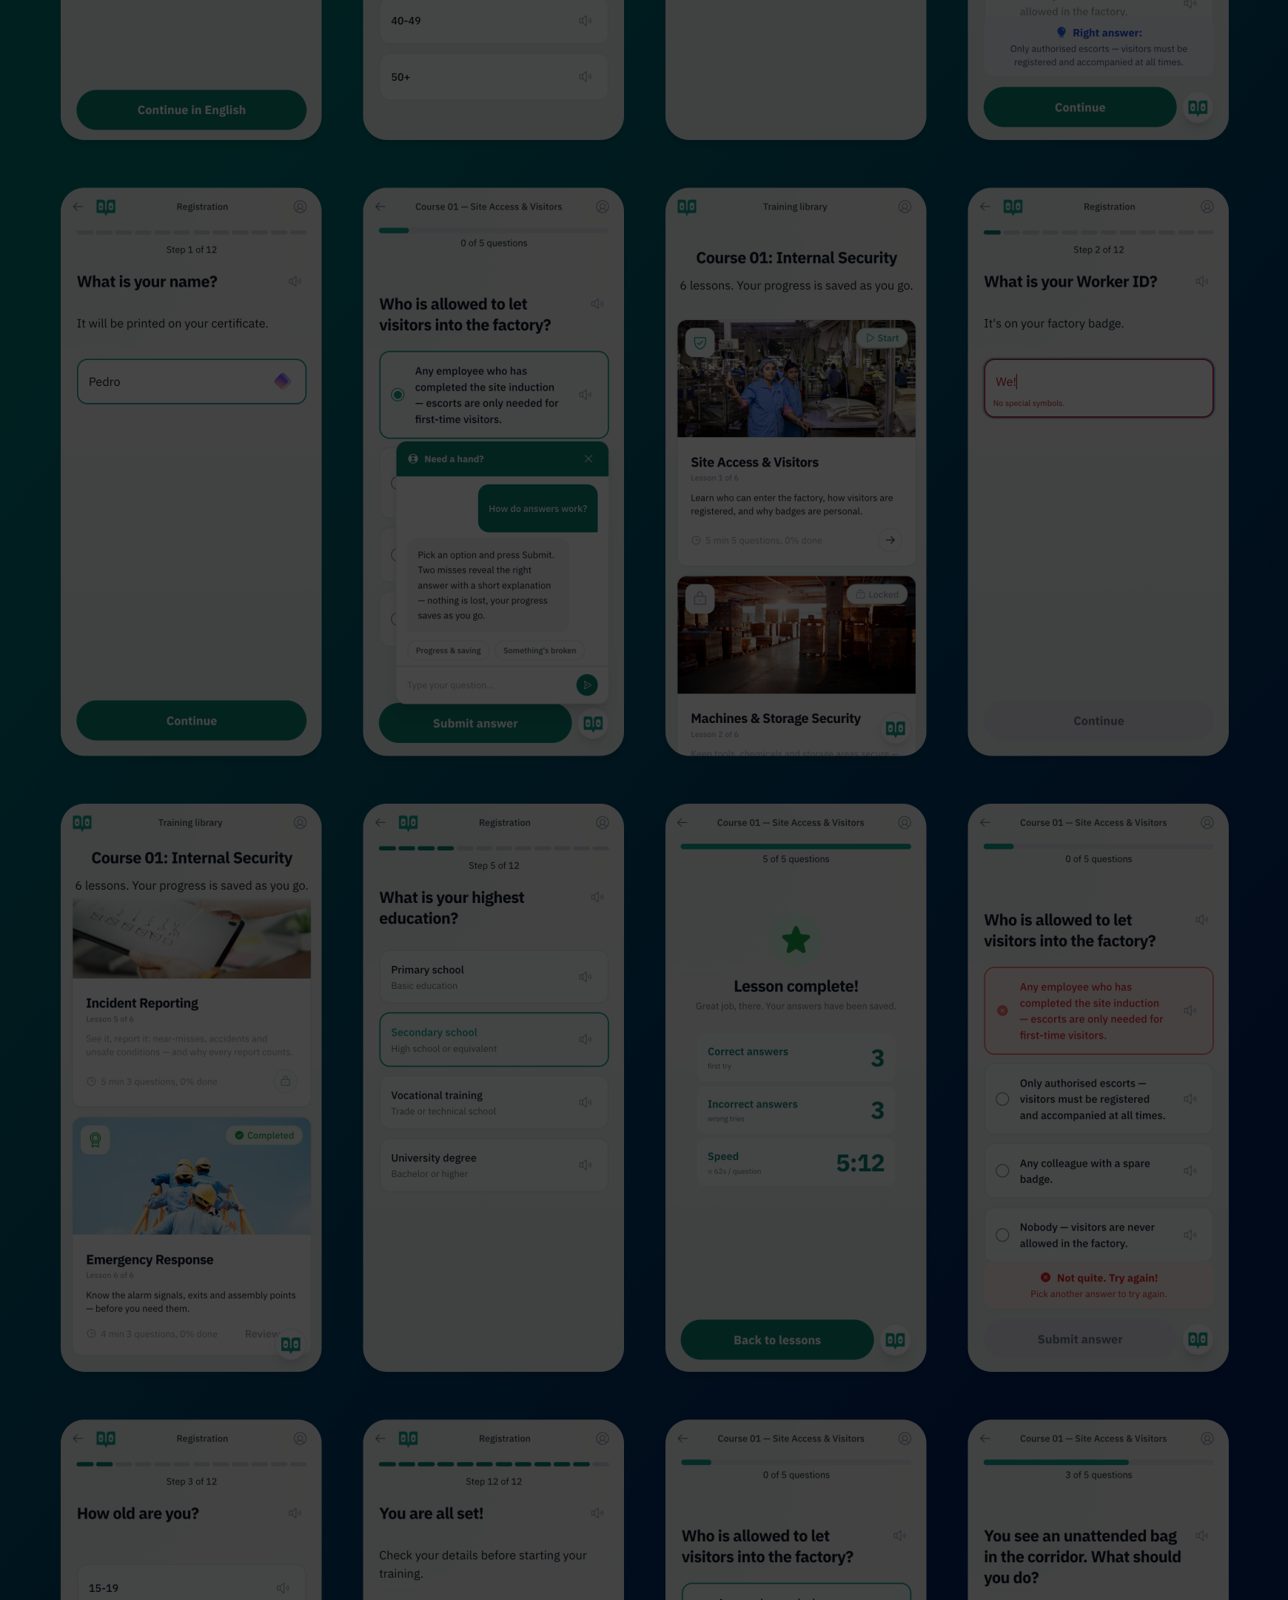 Continue in English
40-49
50+
allowed in the factory.
Right answer:
Only authorised escorts — visitors must be
registered and accompanied at all times.
Continue
Registration
Step 1 of 12
What is your name?
It will be printed on your certificate.
Pedro
Continue
Course 01 — Site Access & Visitors
0 of 5 questions
Who is allowed to let
visitors into the factory?
Any employee who has
completed the site induction
— escorts are only needed for
first-time visitors.
Need a hand?
How do answers work?
Pick an option and press Submit.
Two misses reveal the right
answer with a short explanation
— nothing is lost, your progress
saves as you go.
Progress & saving
Something's broken
Type your question...
Submit answer
Training library
Course 01: Internal Security
6 lessons. Your progress is saved as you go.
Start
Site Access & Visitors
Lesson 1 of 6
Learn who can enter the factory, how visitors are
registered, and why badges are personal.
5 min 5 questions, 0% done
Locked
Machines & Storage Security
Lesson 2 of 6
Keep tools, chemicals and storage areas secure —
Registration
Step 2 of 12
What is your Worker ID?
It's on your factory badge.
We!
No special symbols.
Continue
Training library
Course 01: Internal Security
6 lessons. Your progress is saved as you go.
Incident Reporting
Lesson 5 of 6
See it, report it: near-misses, accidents and
unsafe conditions — and why every report counts.
5 min 3 questions, 0% done
Completed
Emergency Response
Lesson 6 of 6
Know the alarm signals, exits and assembly points
— before you need them.
4 min 3 questions, 0% done
Review
Registration
Step 5 of 12
What is your highest
education?
Primary school
Basic education
Secondary school
High school or equivalent
Vocational training
Trade or technical school
University degree
Bachelor or higher
Course 01 — Site Access & Visitors
5 of 5 questions
Lesson complete!
Great job, there. Your answers have been saved.
Correct answers
first try
3
Incorrect answers
wrong tries
3
Speed
≈ 62s / question
5:12
Back to lessons
Course 01 — Site Access & Visitors
0 of 5 questions
Who is allowed to let
visitors into the factory?
Any employee who has
completed the site induction
— escorts are only needed for
first-time visitors.
Only authorised escorts —
visitors must be registered
and accompanied at all times.
Any colleague with a spare
badge.
Nobody — visitors are never
allowed in the factory.
Not quite. Try again!
Pick another answer to try again.
Submit answer
Registration
Step 3 of 12
How old are you?
15-19
Registration
Step 12 of 12
You are all set!
Check your details before starting your
training.
Course 01 — Site Access & Visitors
0 of 5 questions
Who is allowed to let
visitors into the factory?
Course 01 — Site Access & Visitors
3 of 5 questions
You see an unattended bag
in the corridor. What should
you do?